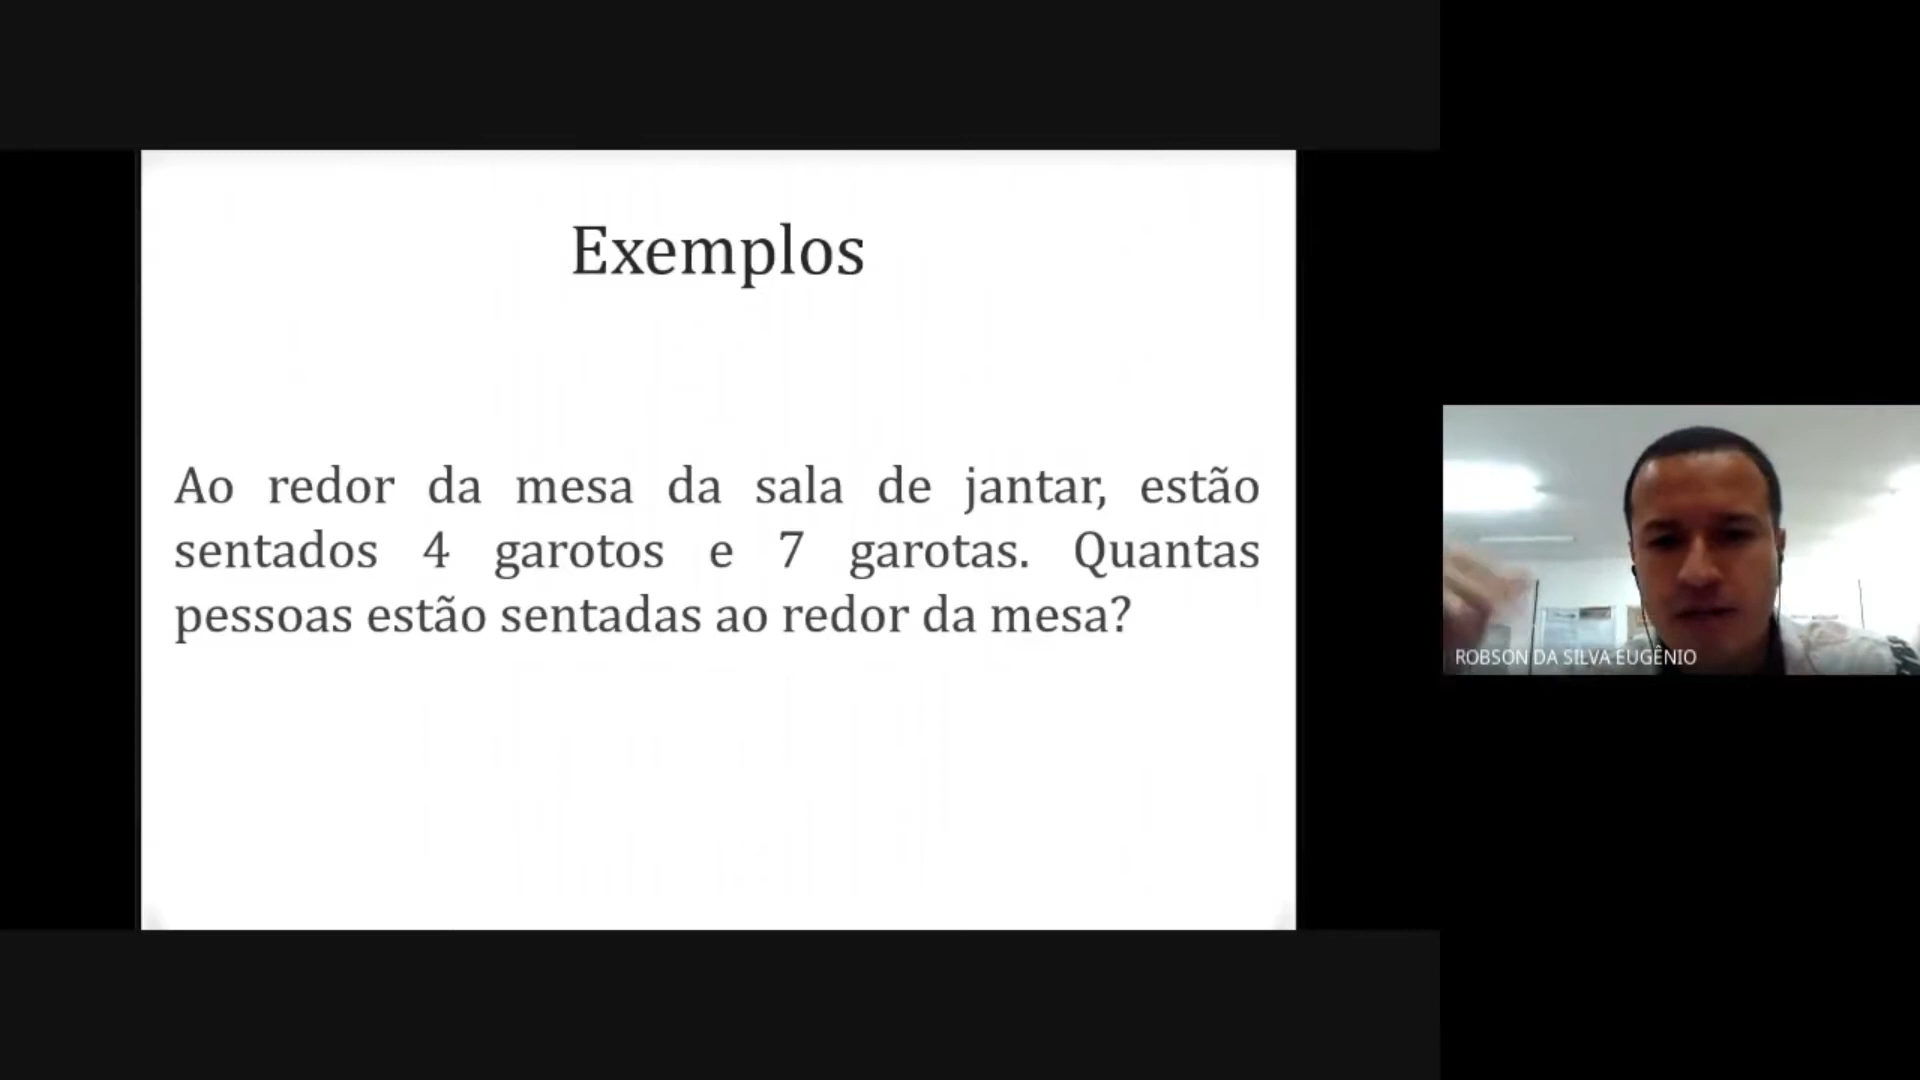 Exemplos
Ao redor da mesa da sala de jantar, estão
sentados 4 garotos e 7 garotas. Quantas
pessoas estão sentadas ao redor da mesa?
ROBSON DA SILVA EUGÊNIO